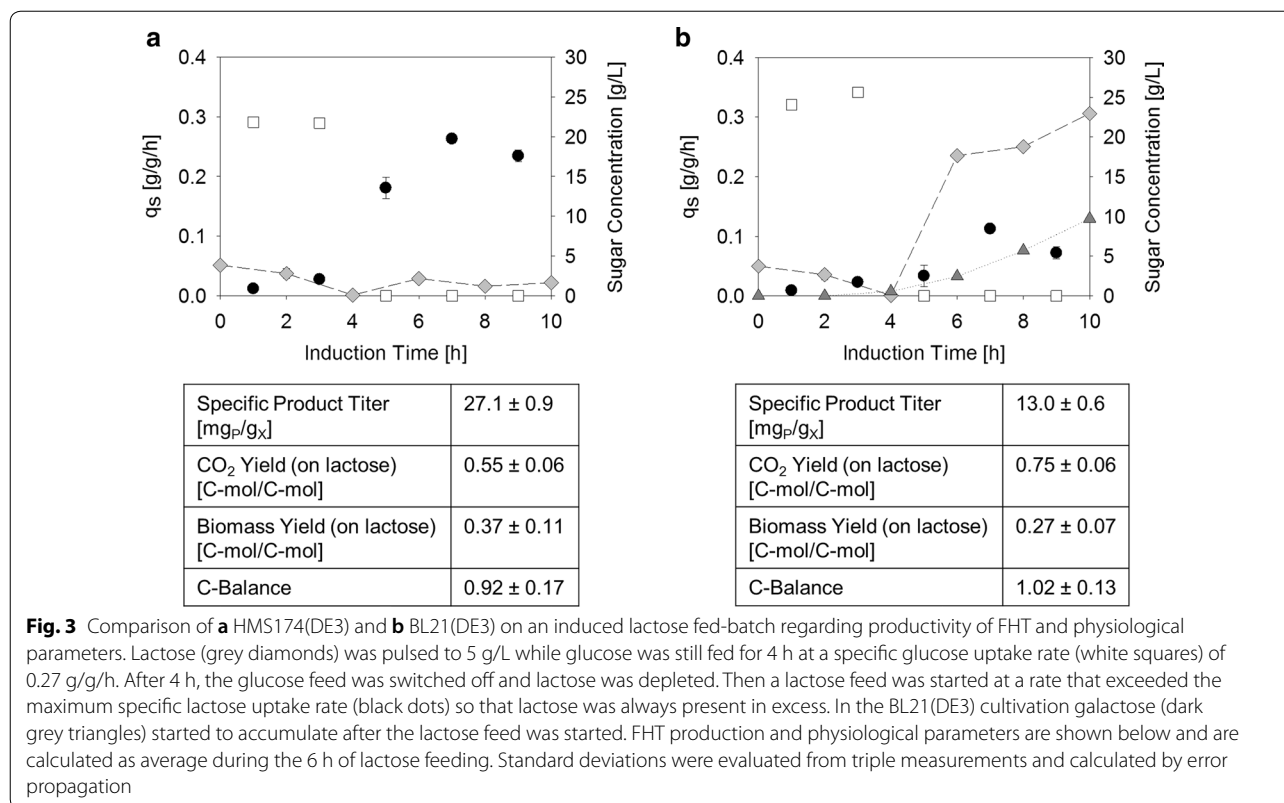 a
0.4
0.3
0.2
0.1
0.0
qs [g/g/h]
30
25
20
15
10
5
0
Sugar Concentration [g/L]
0 2 4 6 8 10
Induction Time [h]
b
0.4
0.3
0.2
0.1
0.0
qs [g/g/h]
30
25
20
15
10
5
0
Sugar Concentration [g/L]
0 2 4 6 8 10
Induction Time [h]
Specific Product Titer
[mgP/gX]
27.1 ± 0.9
CO2 Yield (on lactose)
[C-mol/C-mol]
0.55 ± 0.06
Biomass Yield (on lactose)
[C-mol/C-mol]
0.37 ± 0.11
C-Balance
0.92 ± 0.17
Specific Product Titer
[mgP/gX]
13.0 ± 0.6
CO2 Yield (on lactose)
[C-mol/C-mol]
0.75 ± 0.06
Biomass Yield (on lactose)
[C-mol/C-mol]
0.27 ± 0.07
C-Balance
1.02 ± 0.13
Fig. 3 Comparison of a HMS174(DE3) and b BL21(DE3) on an induced lactose fed-batch regarding productivity of FHT and physiological
parameters. Lactose (grey diamonds) was pulsed to 5 g/L while glucose was still fed for 4 h at a specific glucose uptake rate (white squares) of
0.27 g/g/h. After 4 h, the glucose feed was switched off and lactose was depleted. Then a lactose feed was started at a rate that exceeded the
maximum specific lactose uptake rate (black dots) so that lactose was always present in excess. In the BL21(DE3) cultivation galactose (dark
grey triangles) started to accumulate after the lactose feed was started. FHT production and physiological parameters are shown below and are
calculated as average during the 6 h of lactose feeding. Standard deviations were evaluated from triple measurements and calculated by error
propagation